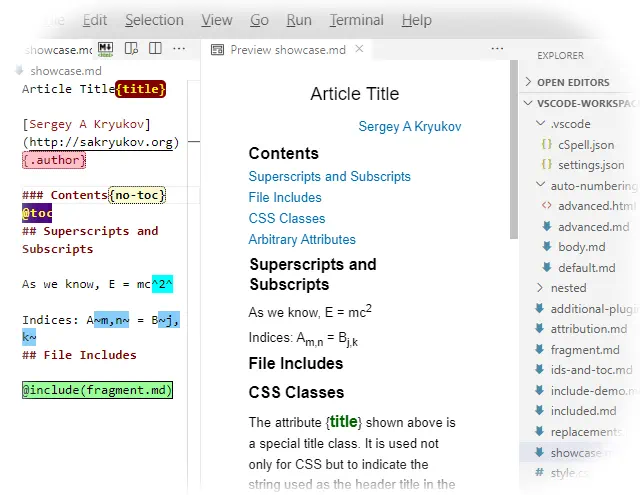 Edit Selection View Go Run Terminal Help
showcase.md
Preview showcase.md
showcase.md
Article Title{title}
[Sergey A Kryukov]
(http://sakryukov.org)
{.author}
### Contents{no-toc}
@toc
## Superscripts and
Subscripts
As we know, E = mc^2^
Indices: A~m,n~ = B~j,
k~
## File Includes
@include(fragment.md)
Article Title
Sergey A Kryukov
Contents
Superscripts and Subscripts
File Includes
CSS Classes
Arbitrary Attributes
Superscripts and
Subscripts
As we know, E = mc2
Indices: Am,n = Bj,k
File Includes
CSS Classes
The attribute {title} shown above is
a special title class. It is used not
only for CSS but to indicate the
string used as the header title in the
EXPLORER
OPEN EDITORS
VSCODE-WORKSPA
.vscode
cSpell.json
settings.json
auto-numbering
advanced.html
advanced.md
body.md
default.md
nested
additional-plugi
attribution.md
fragment.md
ids-and-toc.md
include-demo.m
included.md
replacements.
showcase.m
style.cs